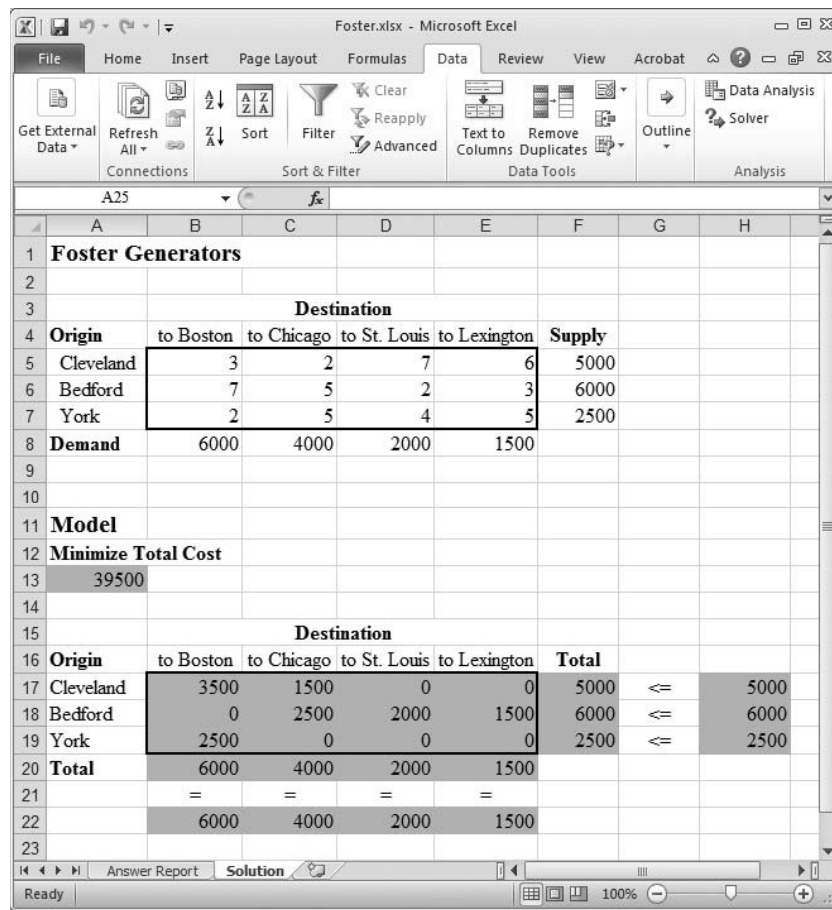 Foster.xlsx - Microsoft Excel
File Home Insert Page Layout Formulas Data Review View Acrobat
Get External Data
Refresh All
Connections
Sort
Filter
Clear
Reapply
Advanced
Sort & Filter
Text to Columns
Remove Duplicates
Data Tools
Outline
Data Analysis
Solver
Analysis
A25 fx
A B C D E F G H
1 Foster Generators
2
3 Destination
4 Origin to Boston to Chicago to St. Louis to Lexington Supply
5 Cleveland 3 2 7 6 5000
6 Bedford 7 5 2 3 6000
7 York 2 5 4 5 2500
8 Demand 6000 4000 2000 1500
9
10
11 Model
12 Minimize Total Cost
13 39500
14
15 Destination
16 Origin to Boston to Chicago to St. Louis to Lexington Total
17 Cleveland 3500 1500 0 0 5000 <= 5000
18 Bedford 0 2500 2000 1500 6000 <= 6000
19 York 2500 0 0 0 2500 <= 2500
20 Total 6000 4000 2000 1500
21 = = = =
22 6000 4000 2000 1500
23
Answer Report Solution
Ready 100%